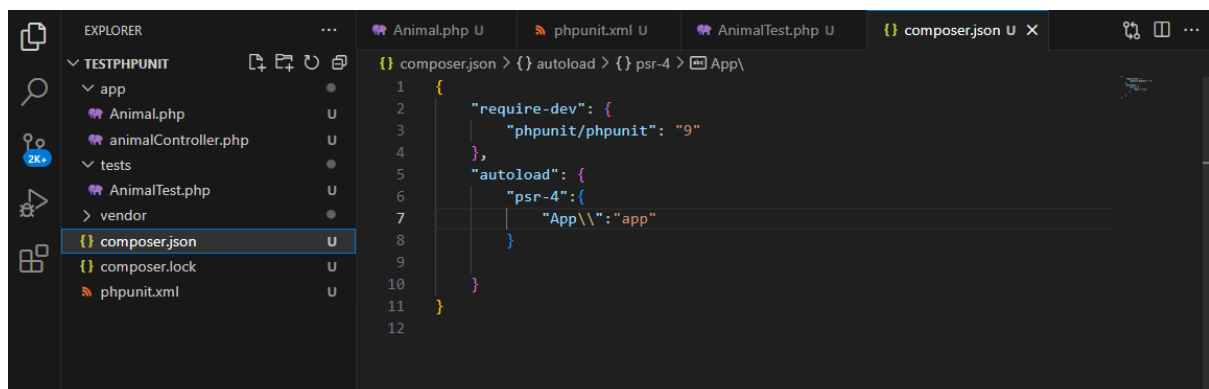 EXPLORER
TESTPHPUNIT
app
Animal.php U
animalController.php U
tests
AnimalTest.php U
vendor
{} composer.json U
{} composer.lock U
phpunit.xml U
2K+
Animal.php U phpunit.xml U AnimalTest.php U {} composer.json U
{} composer.json > {} autoload > {} psr-4 > abc App\
1 {
2 "require-dev": {
3 "phpunit/phpunit": "9"
4 },
5 "autoload": {
6 "psr-4":{
7 "App\\":"app"
8 }
9
10 }
11 }
12